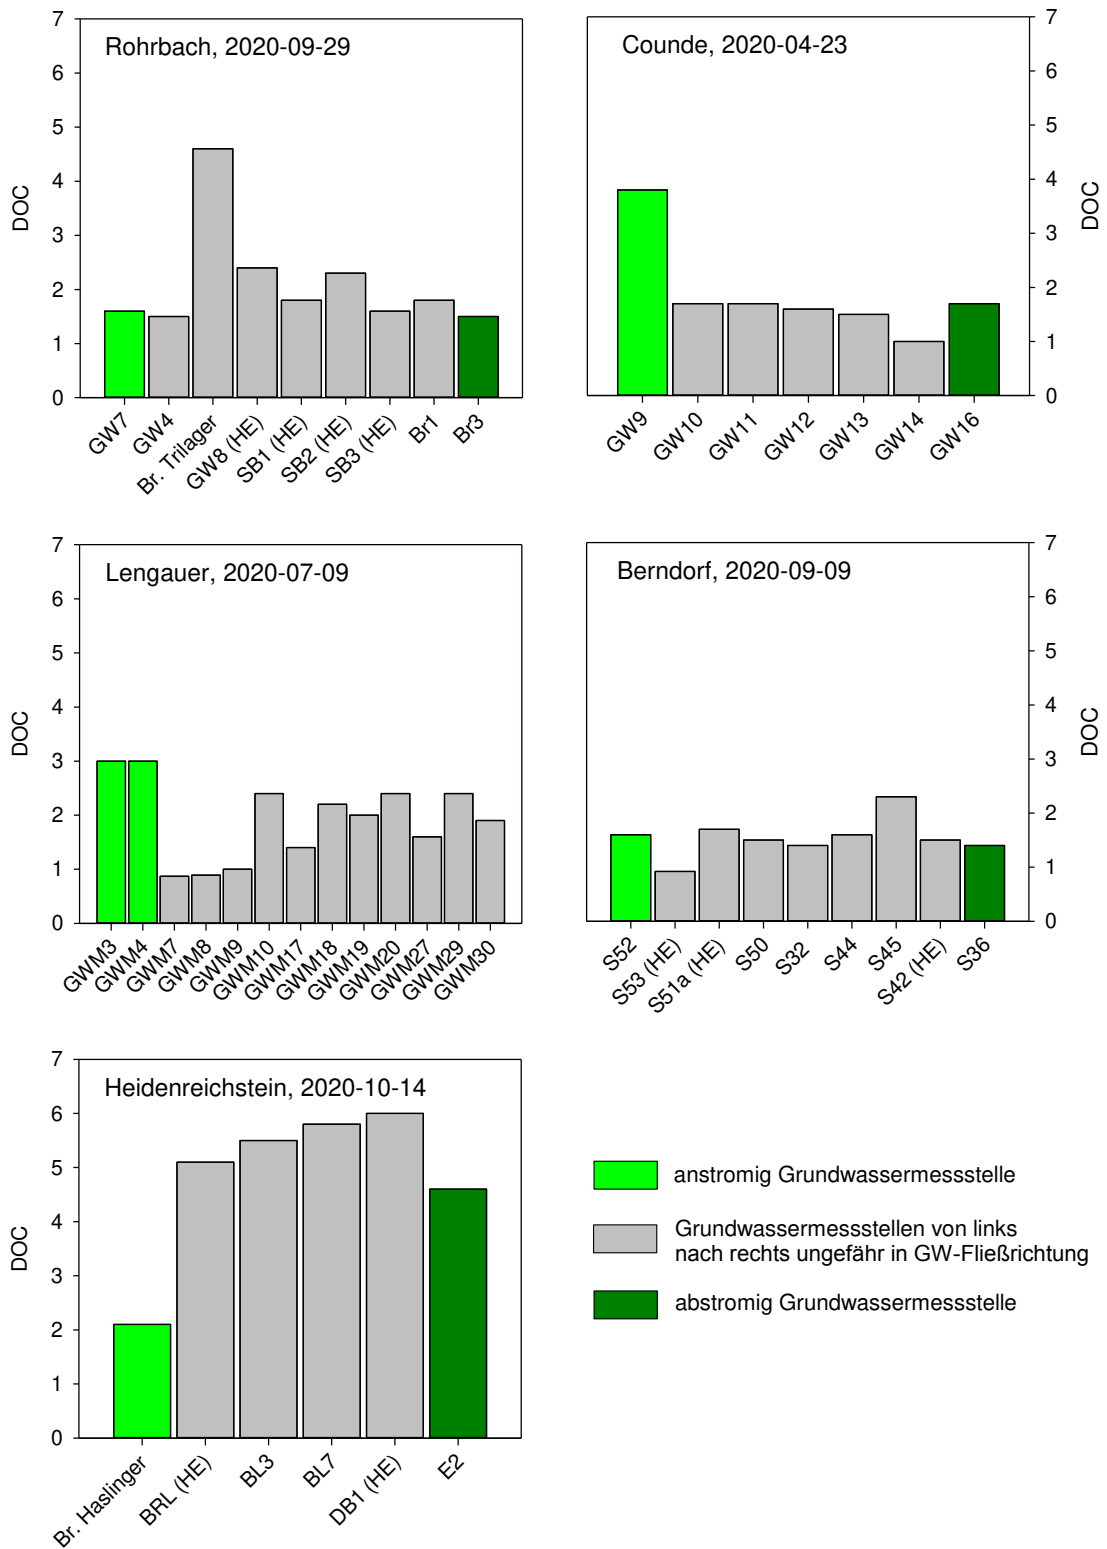 Rohrbach, 2020-09-29
DOC
7
6
5
4
3
2
1
0
GW7
GW4
Br. Trilager
GW8 (HE)
SB1 (HE)
SB2 (HE)
SB3 (HE)
Br1
Br3
Counde, 2020-04-23
DOC
7
6
5
4
3
2
1
0
GW9
GW10
GW11
GW12
GW13
GW14
GW16
Lengauer, 2020-07-09
DOC
7
6
5
4
3
2
1
0
GWM3
GWM4
GWM7
GWM8
GWM9
GWM10
GWM17
GWM18
GWM19
GWM20
GWM27
GWM29
GWM30
Berndorf, 2020-09-09
DOC
7
6
5
4
3
2
1
0
S52
S53 (HE)
S51a (HE)
S50
S32
S44
S45
S42 (HE)
S36
Heidenreichstein, 2020-10-14
DOC
7
6
5
4
3
2
1
0
Br. Haslinger
BRL (HE)
BL3
BL7
DB1 (HE)
E2
anstromig Grundwassermessstelle
Grundwassermessstellen von links
nach rechts ungefähr in GW-Fließrichtung
abstromig Grundwassermessstelle